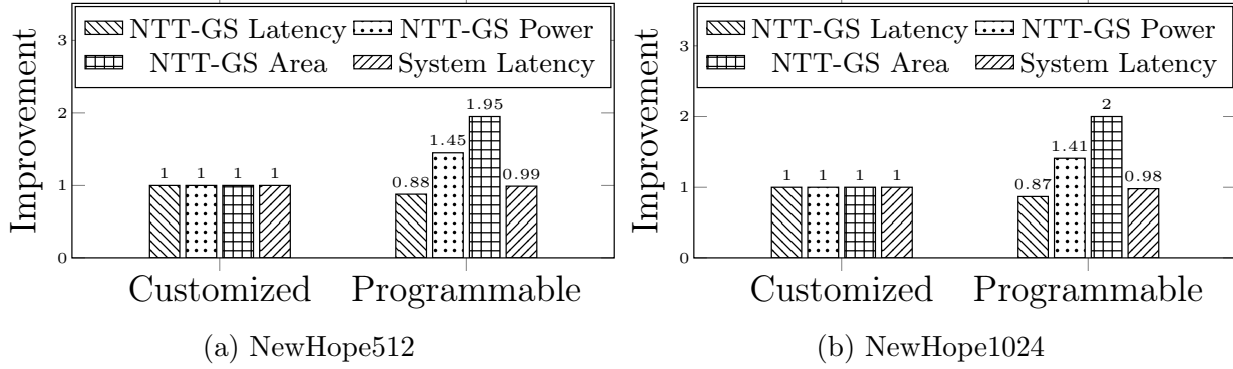 NTT-GS Latency NTT-GS Power
NTT-GS Area System Latency
Improvement
3
2
1
0
1 1 1 1
0.88 1.45 1.95 0.99
Customized Programmable
(a) NewHope512
NTT-GS Latency NTT-GS Power
NTT-GS Area System Latency
Improvement
3
2
1
0
1 1 1 1
0.87 1.41 2 0.98
Customized Programmable
(b) NewHope1024